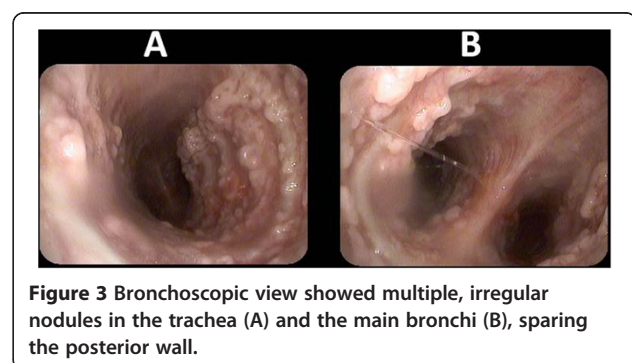 A B
Figure 3 Bronchoscopic view showed multiple, irregular
nodules in the trachea (A) and the main bronchi (B), sparing
the posterior wall.